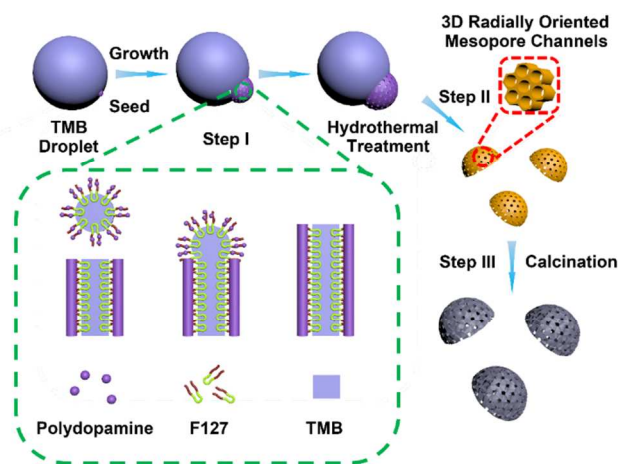 3D Radially Oriented
Mesopore Channels
Growth
Seed
TMB
Droplet
Step I
Hydrothermal
Treatment
Step II
Step III
Calcination
Polydopamine
F127
TMB